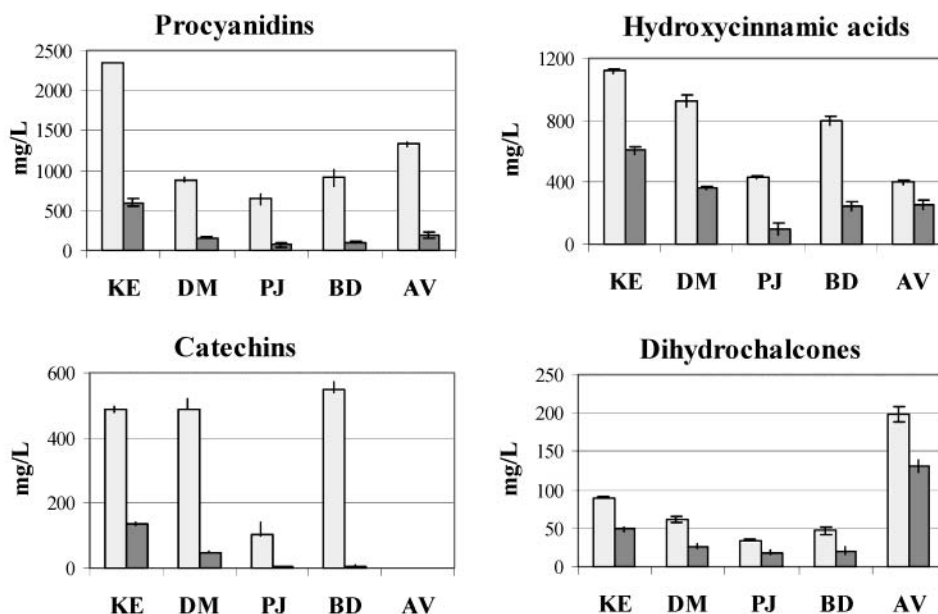 Procyanidins
mg/L
2500
2000
1500
1000
500
0
KE DM PJ BD AV
Hydroxycinnamic acids
mg/L
1200
800
400
0
KE DM PJ BD AV
Catechins
mg/L
600
400
200
0
KE DM PJ BD AV
Dihydrochalcones
mg/L
250
200
150
100
50
0
KE DM PJ BD AV